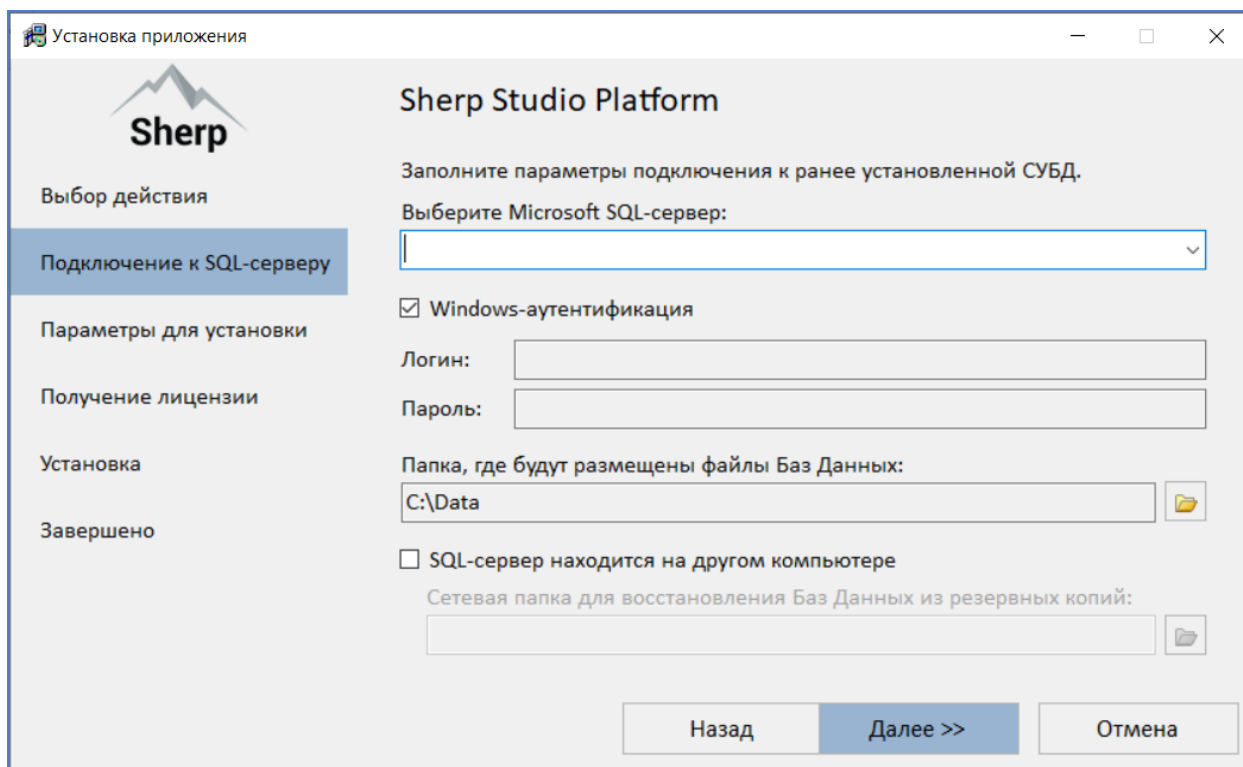 Установка приложения
Sherp
Выбор действия
Подключение к SQL-серверу
Параметры для установки
Получение лицензии
Установка
Завершено
Sherp Studio Platform
Заполните параметры подключения к ранее установленной СУБД.
Выберите Microsoft SQL-сервер:
Windows-аутентификация
Логин:
Пароль:
Папка, где будут размещены файлы Баз Данных:
C:\Data
SQL-сервер находится на другом компьютере
Сетевая папка для восстановления Баз Данных из резервных копий:
Назад
Далее >>
Отмена